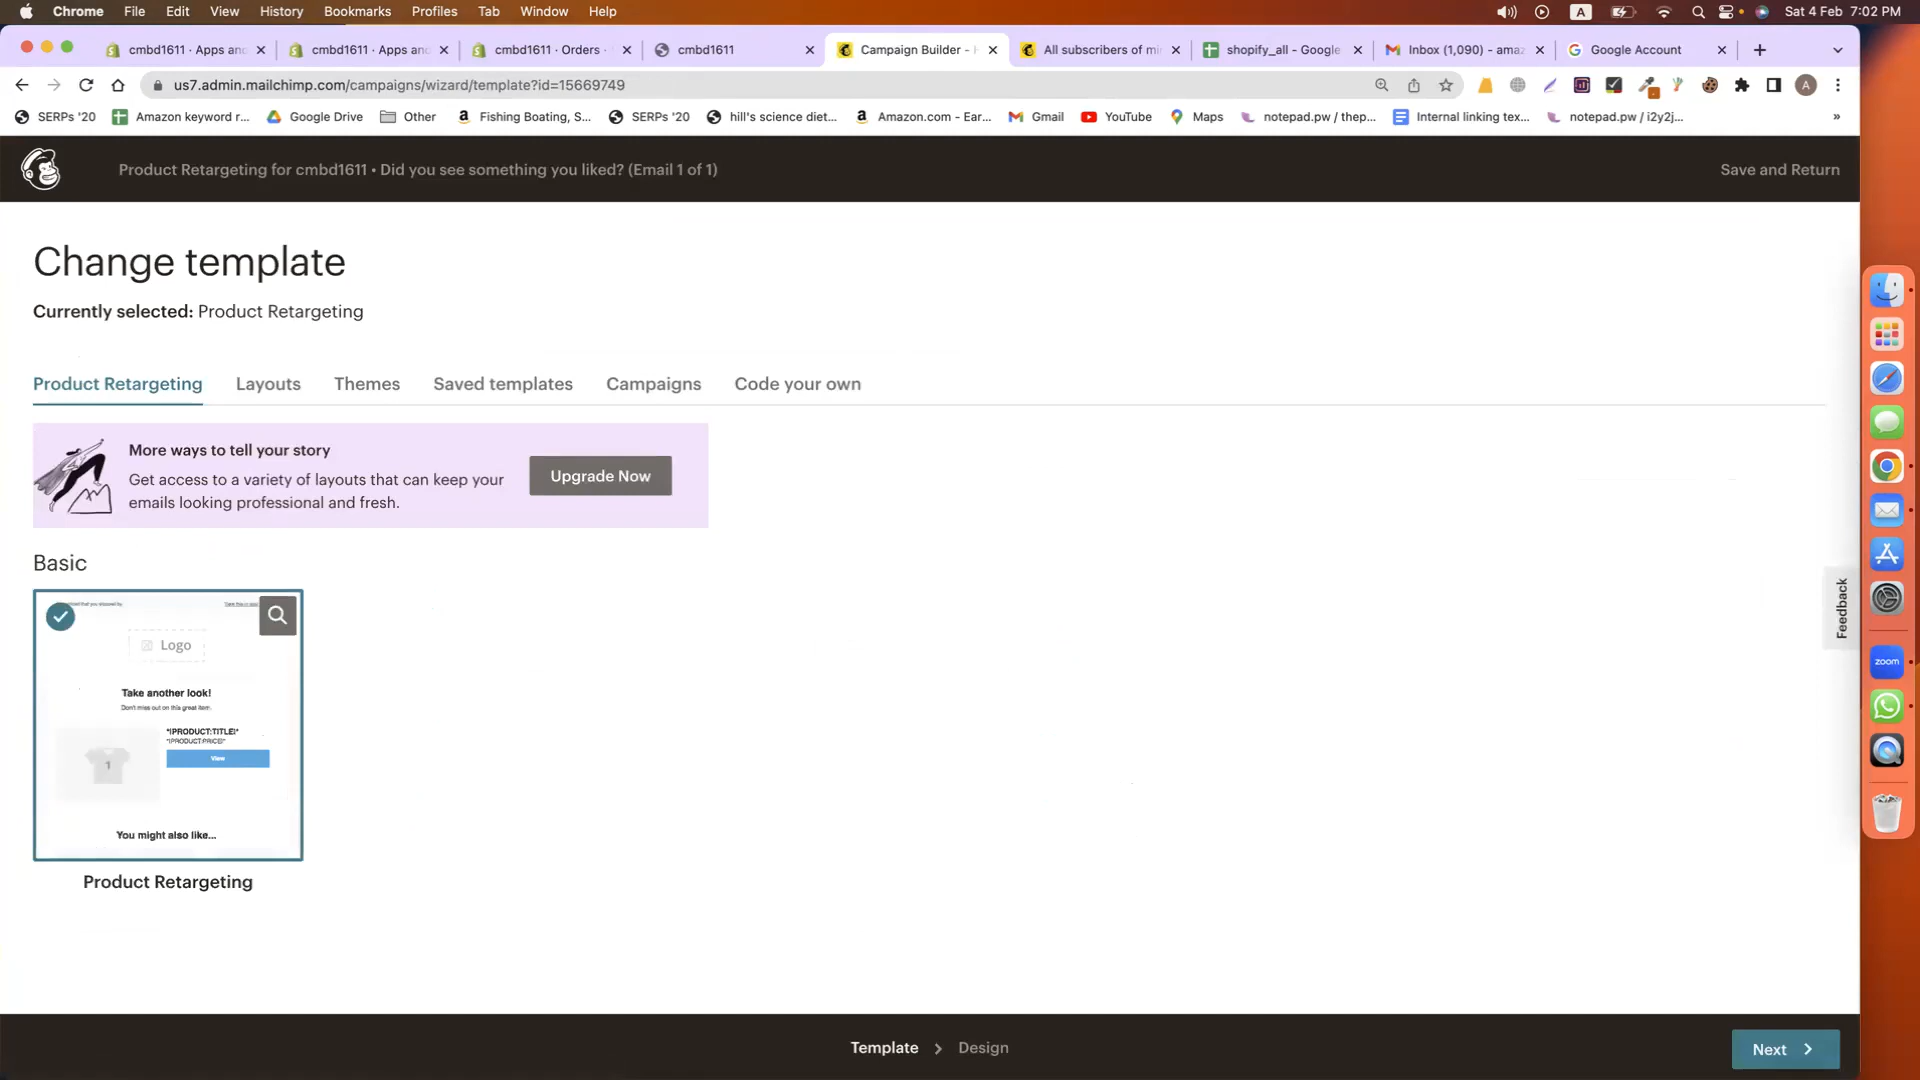 Chrome File Edit View History Bookmarks Profiles Tab Window Help A Sat 4 Feb 7:02 PM
cmbd1611 · Apps and cmbd1611 · Apps and cmbd1611 · Orders · cmbd1611 Campaign Builder - All subscribers of mi shopify_all - Google Inbox (1,090) - amaz Google Account
us7.admin.mailchimp.com/campaigns/wizard/template?id=15669749 A
SERPs '20 Amazon keyword r... Google Drive Other Fishing Boating, S... SERPs '20 hill's science diet... Amazon.com - Ear... Gmail YouTube Maps notepad.pw / thep... Internal linking tex... notepad.pw / i2y2j... »
Product Retargeting for cmbd1611 • Did you see something you liked? (Email 1 of 1) Save and Return
Change template
Currently selected: Product Retargeting
Product Retargeting Layouts Themes Saved templates Campaigns Code your own
More ways to tell your story
Get access to a variety of layouts that can keep your
emails looking professional and fresh.
Upgrade Now
Basic
Logo
Take another look!
Don't miss out on this great item.
*|PRODUCT:TITLE|*
*|PRODUCT:PRICE|*
View
1
You might also like...
Product Retargeting
Feedback
zoom
Template > Design
Next >